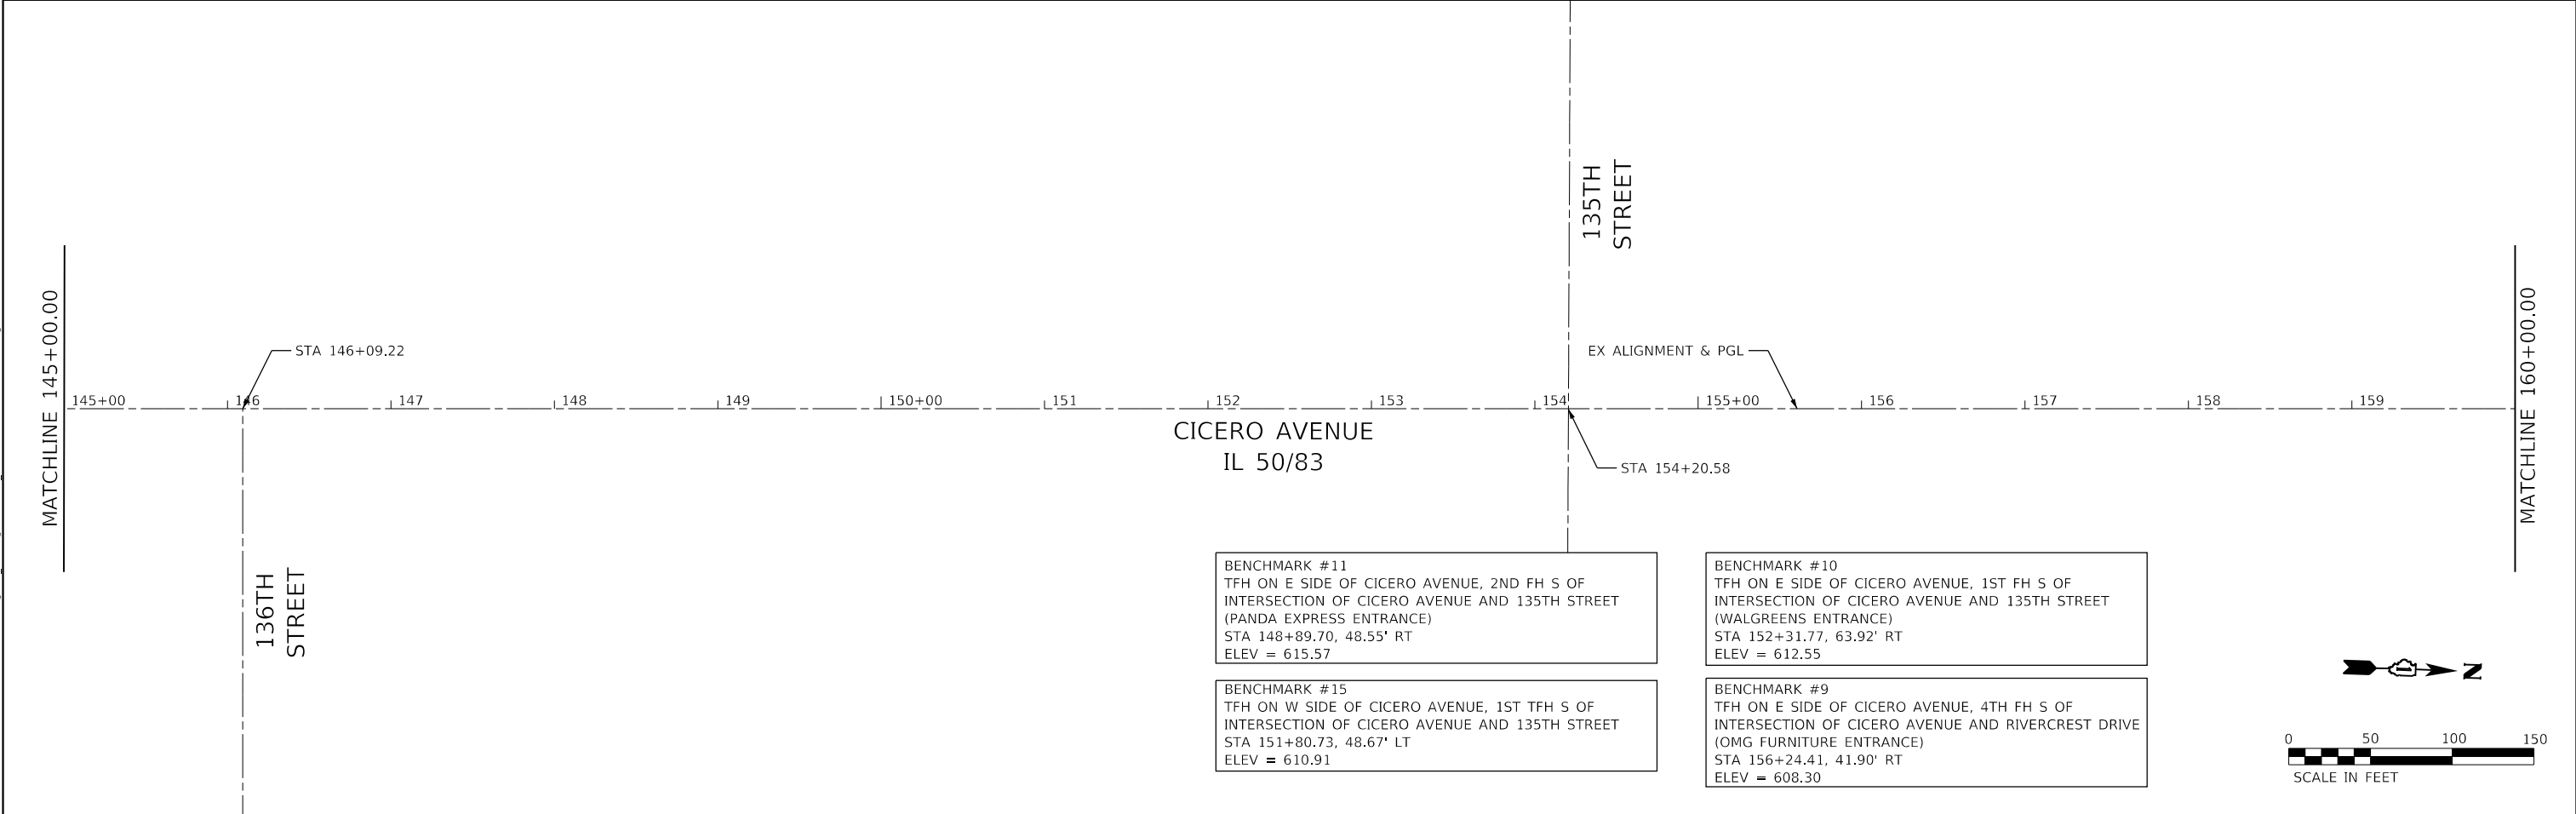 135TH
STREET
MATCHLINE 145+00.00
MATCHLINE 160+00.00
STA 146+09.22
EX ALIGNMENT & PGL
145+00 146 147 148 149 150+00 151 152 153 154 155+00 156 157 158 159
CICERO AVENUE
IL 50/83
STA 154+20.58
136TH
STREET
BENCHMARK #11
TFH ON E SIDE OF CICERO AVENUE, 2ND FH S OF
INTERSECTION OF CICERO AVENUE AND 135TH STREET
(PANDA EXPRESS ENTRANCE)
STA 148+89.70, 48.55' RT
ELEV = 615.57
BENCHMARK #10
TFH ON E SIDE OF CICERO AVENUE, 1ST FH S OF
INTERSECTION OF CICERO AVENUE AND 135TH STREET
(WALGREENS ENTRANCE)
STA 152+31.77, 63.92' RT
ELEV = 612.55
BENCHMARK #15
TFH ON W SIDE OF CICERO AVENUE, 1ST TFH S OF
INTERSECTION OF CICERO AVENUE AND 135TH STREET
STA 151+80.73, 48.67' LT
ELEV = 610.91
BENCHMARK #9
TFH ON E SIDE OF CICERO AVENUE, 4TH FH S OF
INTERSECTION OF CICERO AVENUE AND RIVERCREST DRIVE
(OMG FURNITURE ENTRANCE)
STA 156+24.41, 41.90' RT
ELEV = 608.30
N
0 50 100 150
SCALE IN FEET